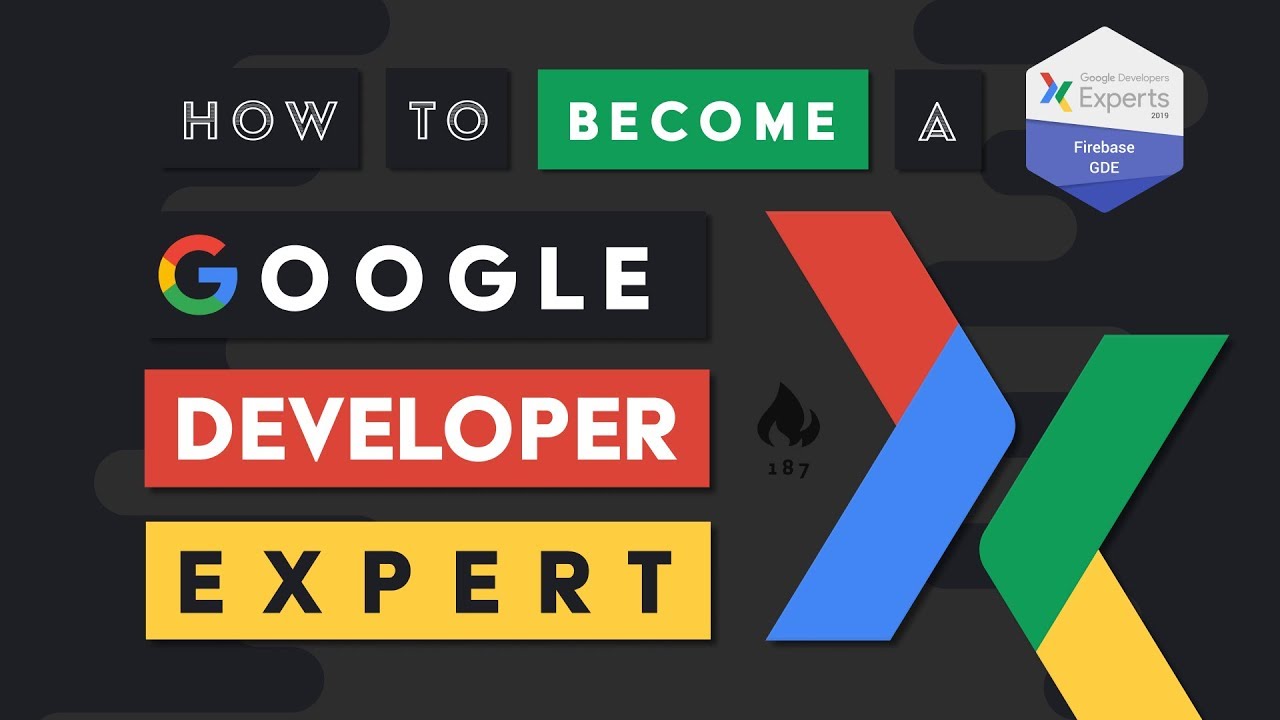 HOW TO BECOME A
GOOGLE
DEVELOPER
EXPERT
Google Developers
Experts
2019
Firebase
GDE
187